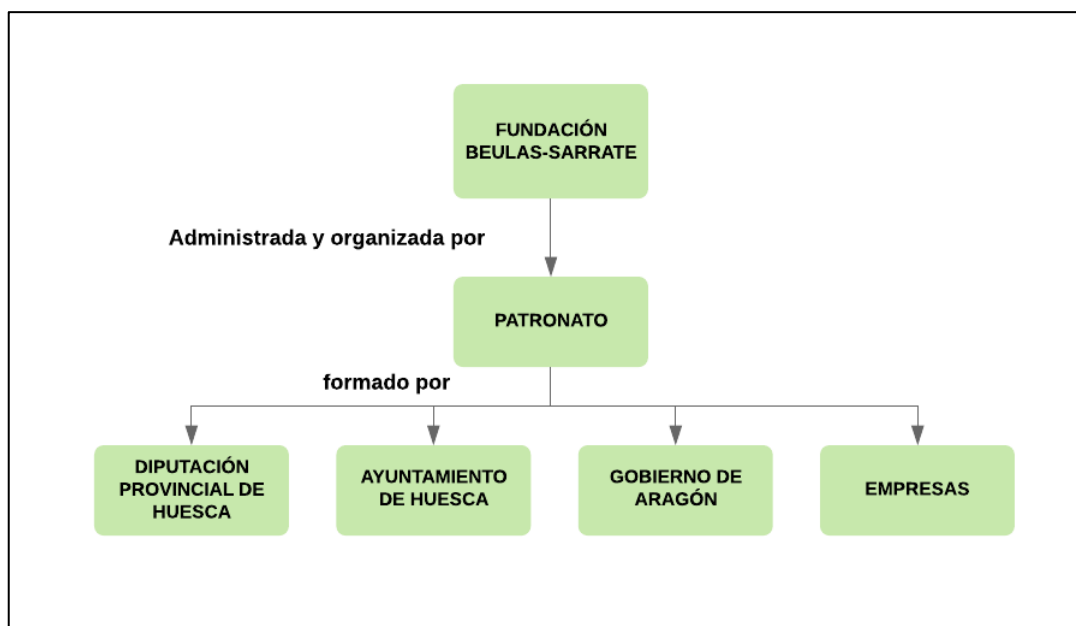 FUNDACIÓN
BEULAS-SARRATE
Administrada y organizada por
PATRONATO
formado por
DIPUTACIÓN
PROVINCIAL DE
HUESCA
AYUNTAMIENTO
DE HUESCA
GOBIERNO DE
ARAGÓN
EMPRESAS